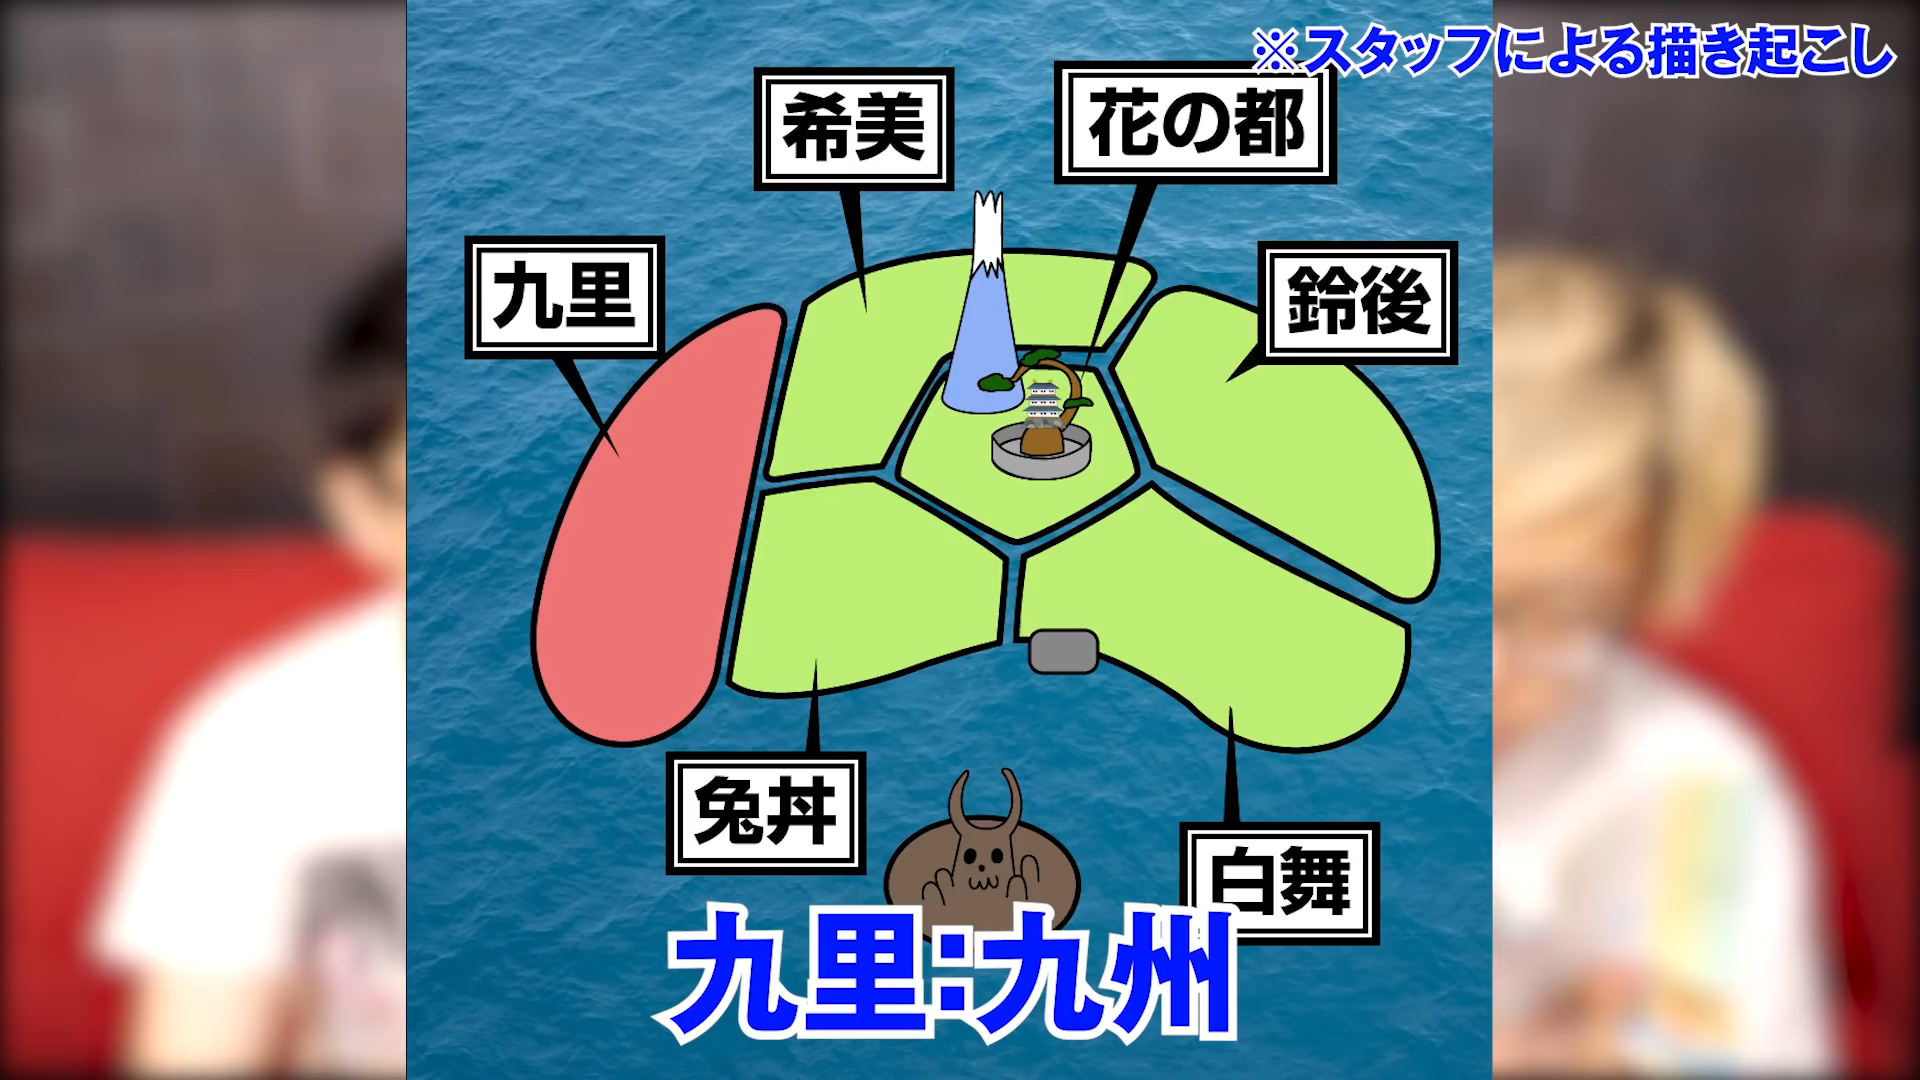 ※スタッフによる描き起こし
希美
花の都
九里
鈴後
兎丼
白舞
九里:九州